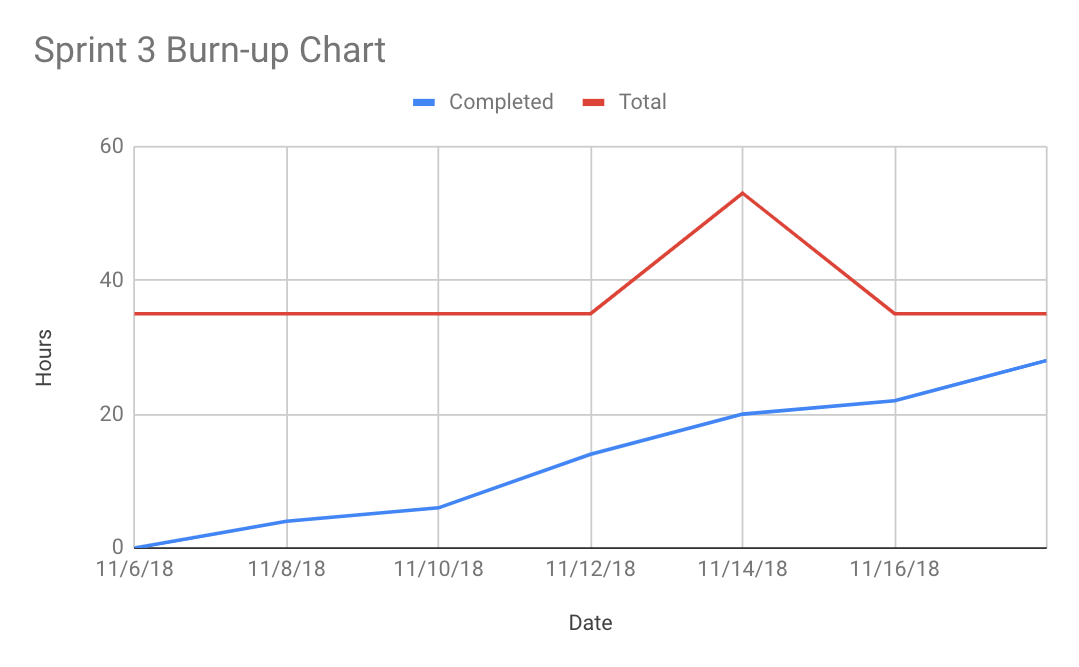 Sprint 3 Burn-up Chart
Completed Total
60
40
20
0
Hours
11/6/18 11/8/18 11/10/18 11/12/18 11/14/18 11/16/18
Date